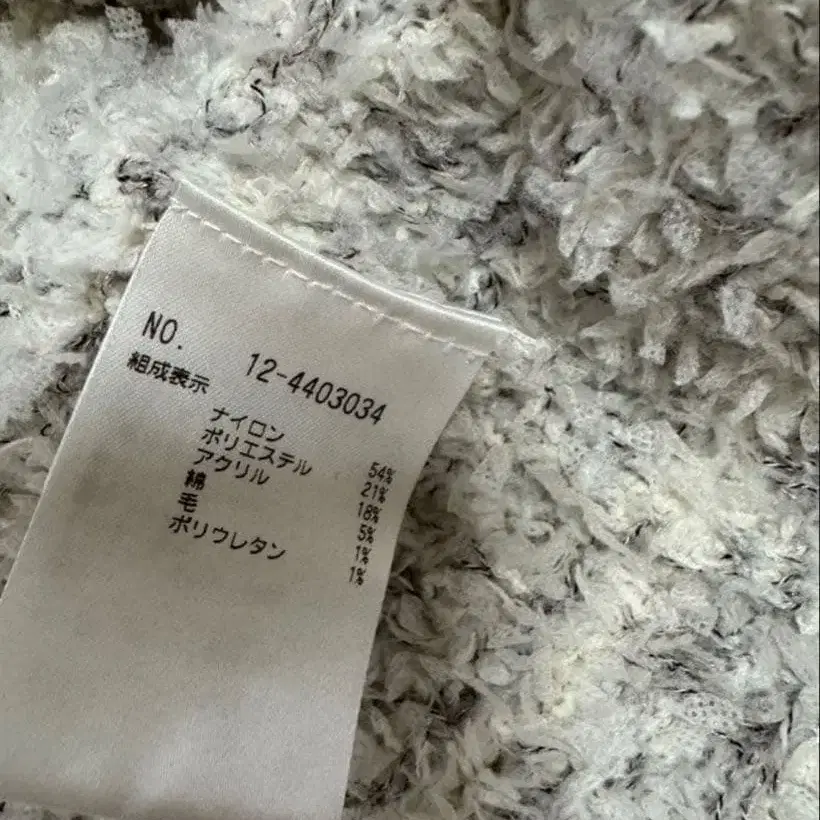 NO. 12-4403034
組成表示
ナイロン 54%
ポリエステル 21%
アクリル 18%
綿 5%
毛 1%
ポリウレタン 1%